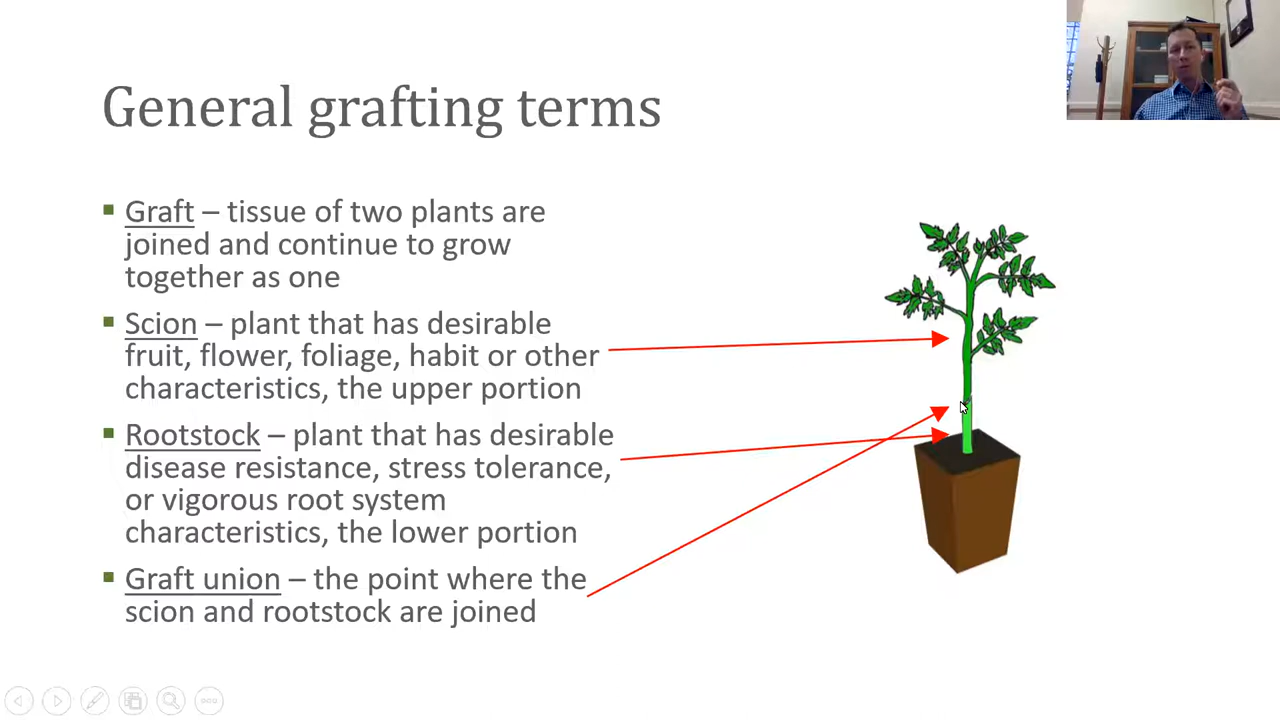 General grafting terms
Graft – tissue of two plants are
joined and continue to grow
together as one
Scion – plant that has desirable
fruit, flower, foliage, habit or other
characteristics, the upper portion
Rootstock – plant that has desirable
disease resistance, stress tolerance,
or vigorous root system
characteristics, the lower portion
Graft union – the point where the
scion and rootstock are joined